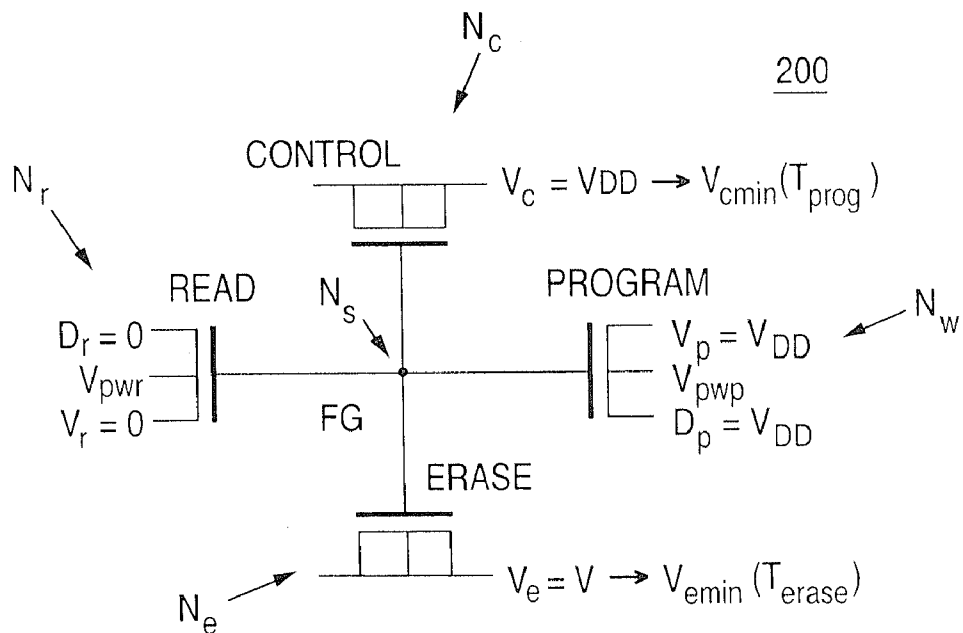 N_c
200
CONTROL
V_c = VDD → V_cmin(T_prog)
N_r
READ
N_s
PROGRAM
N_w
D_r = 0
V_pwr
V_r = 0
V_p = V_DD
V_pwp
D_p = V_DD
FG
ERASE
V_e = V → V_emin(T_erase)
N_e